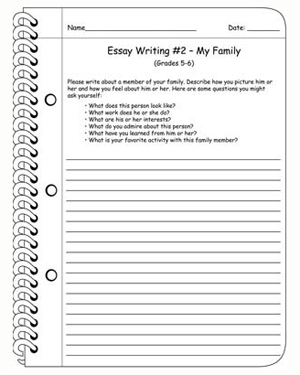 Name____________________ Date: ________
Essay Writing #2 – My Family
(Grades 5-6)
Please write about a member of your family. Describe how you picture him or
her and how you feel about him or her. Here are some questions you might
ask yourself:
• What does this person look like?
• What work does he or she do?
• What are his or her interests?
• What do you admire about this person?
• What have you learned from him or her?
• What is your favorite activity with this family member?